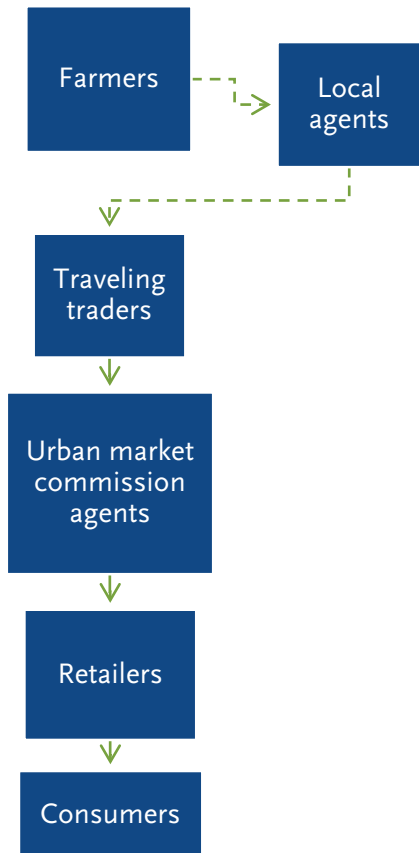 Farmers
Local
agents
Traveling
traders
Urban market
commission
agents
Retailers
Consumers